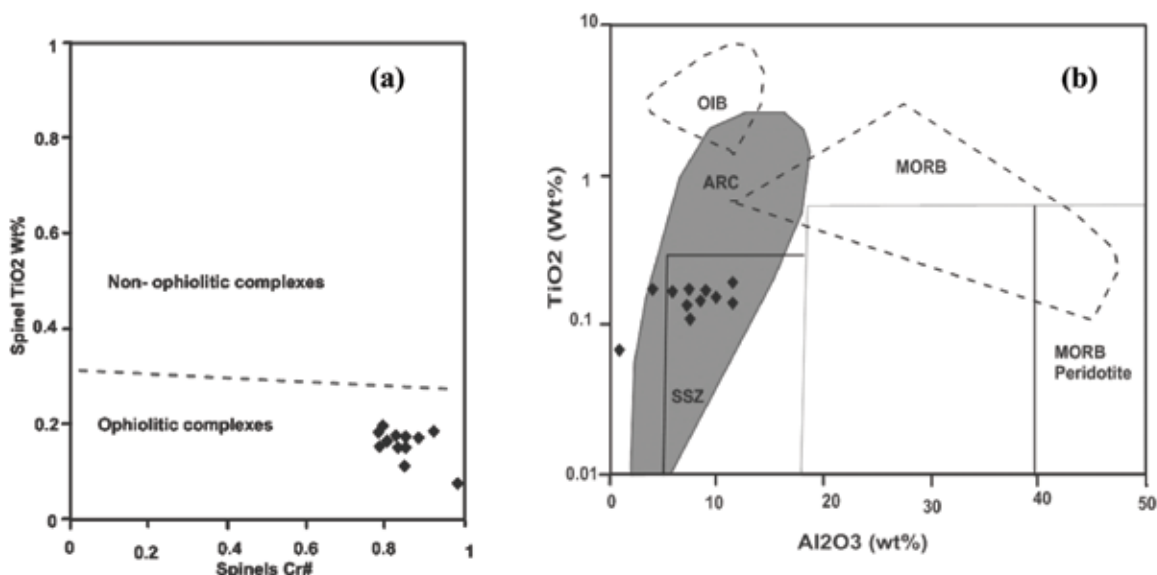 (a)
1
0.8
0.6
0.4
0.2
0
Spinel TiO2 Wt%
Non- ophiolitic complexes
Ophiolitic complexes
0
0.2
0.4
0.6
0.8
1
Spinels Cr#
(b)
10
1
0.1
0.01
TiO2 (Wt%)
OIB
ARC
MORB
SSZ
MORB
Peridotite
0
10
20
30
40
50
Al2O3 (wt%)